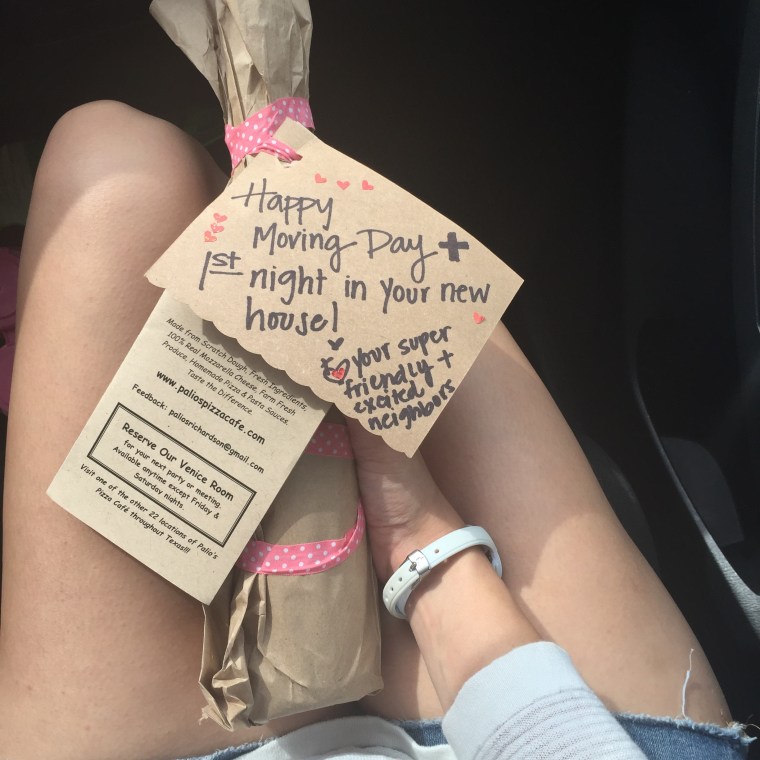 Happy
Moving Day +
1st night in your new
house!
your super
friendly +
excited
neighbors
Made from Scratch Dough, Fresh Ingredients,
100% Real Mozzarella Cheese, Farm Fresh
Produce, Homemade Pizza & Pasta Sauces.
Taste the Difference
www.paliospizzacafe.com
Feedback: paliosrichardson@gmail.com
Reserve Our Venice Room
for your next party or meeting.
Available anytime except Friday &
Saturday nights.
Visit one of the other 22 locations of Palio's
Pizza Café throughout Texas!!!